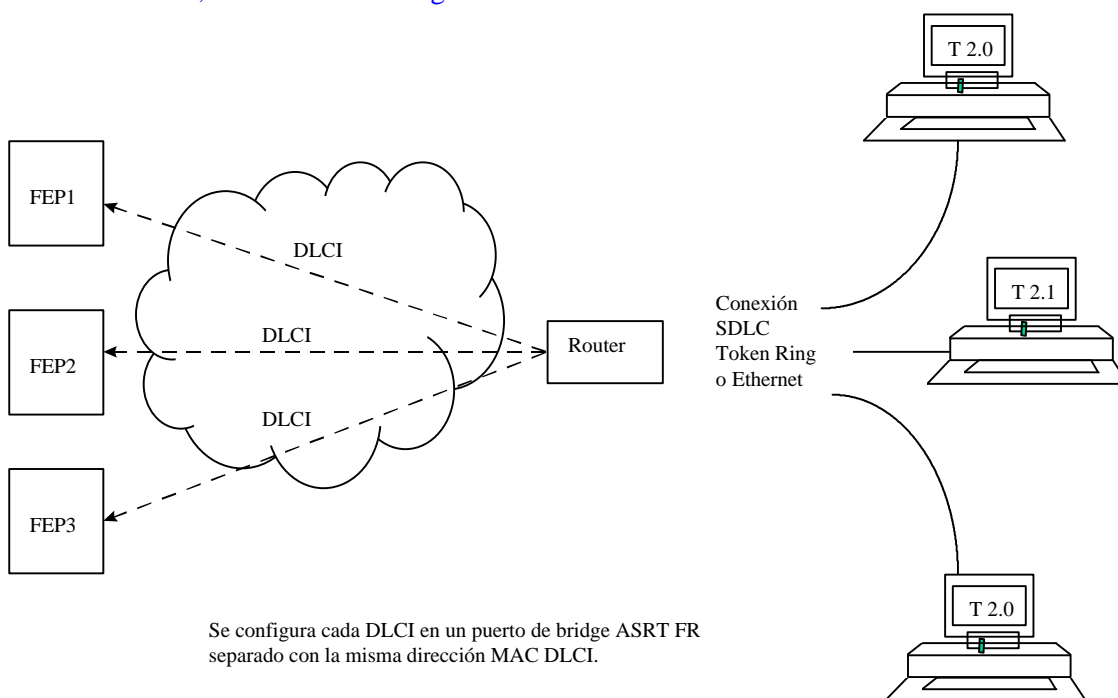 T 2.0
FEP1
DLCI
T 2.1
Conexión
SDLC
Token Ring
o Ethernet
DLCI
Router
FEP2
DLCI
FEP3
T 2.0
Se configura cada DLCI en un puerto de bridge ASRT FR
separado con la misma dirección MAC DLCI.